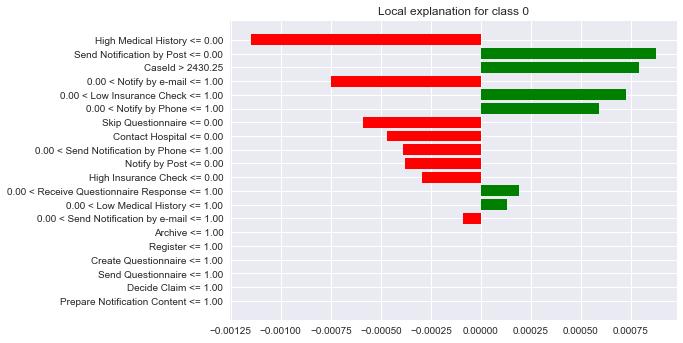 Local explanation for class 0
High Medical History <= 0.00
Send Notification by Post <= 0.00
CaseId > 2430.25
0.00 < Notify by e-mail <= 1.00
0.00 < Low Insurance Check <= 1.00
0.00 < Notify by Phone <= 1.00
Skip Questionnaire <= 0.00
Contact Hospital <= 0.00
0.00 < Send Notification by Phone <= 1.00
Notify by Post <= 0.00
High Insurance Check <= 0.00
0.00 < Receive Questionnaire Response <= 1.00
0.00 < Low Medical History <= 1.00
0.00 < Send Notification by e-mail <= 1.00
Archive <= 1.00
Register <= 1.00
Create Questionnaire <= 1.00
Send Questionnaire <= 1.00
Decide Claim <= 1.00
Prepare Notification Content <= 1.00
−0.00125 −0.00100 −0.00075 −0.00050 −0.00025 0.00000 0.00025 0.00050 0.00075